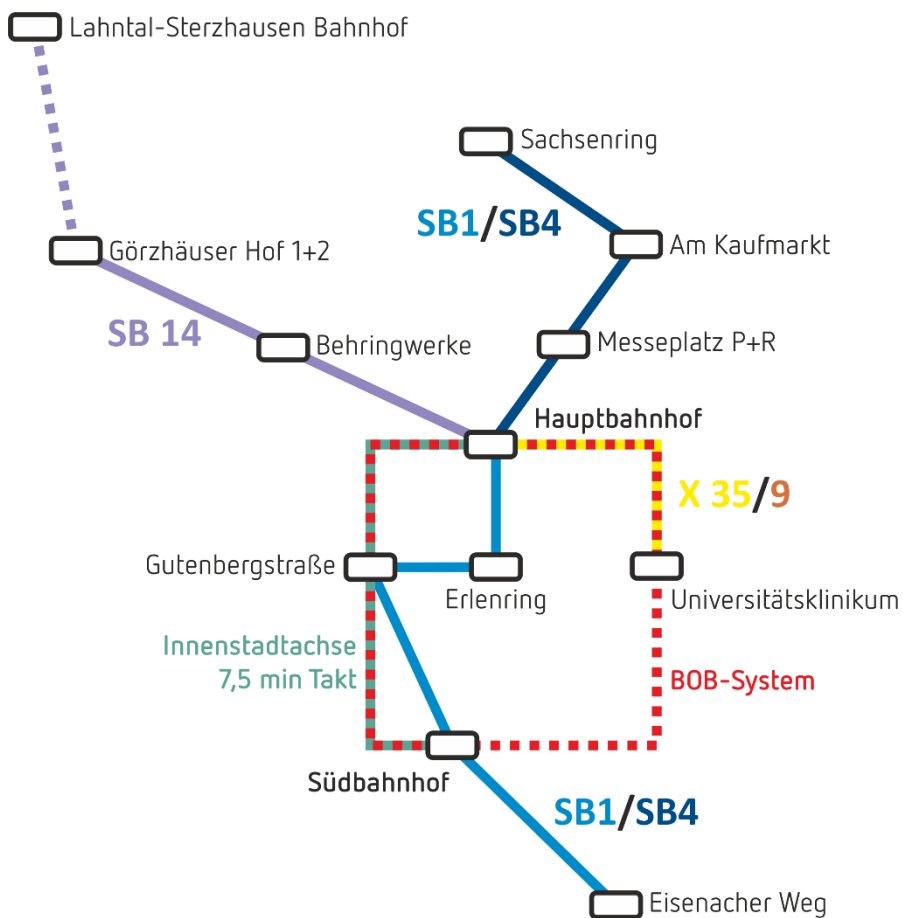 Lahntal-Sterzhausen Bahnhof
Sachsenring
SB1/SB4
Am Kaufmarkt
Görzhäuser Hof 1+2
SB 14
Behringwerke
Messeplatz P+R
Hauptbahnhof
X 35/9
Gutenbergstraße
Erlenring
Universitätsklinikum
Innenstadtachse
7,5 min Takt
BOB-System
Südbahnhof
SB1/SB4
Eisenacher Weg